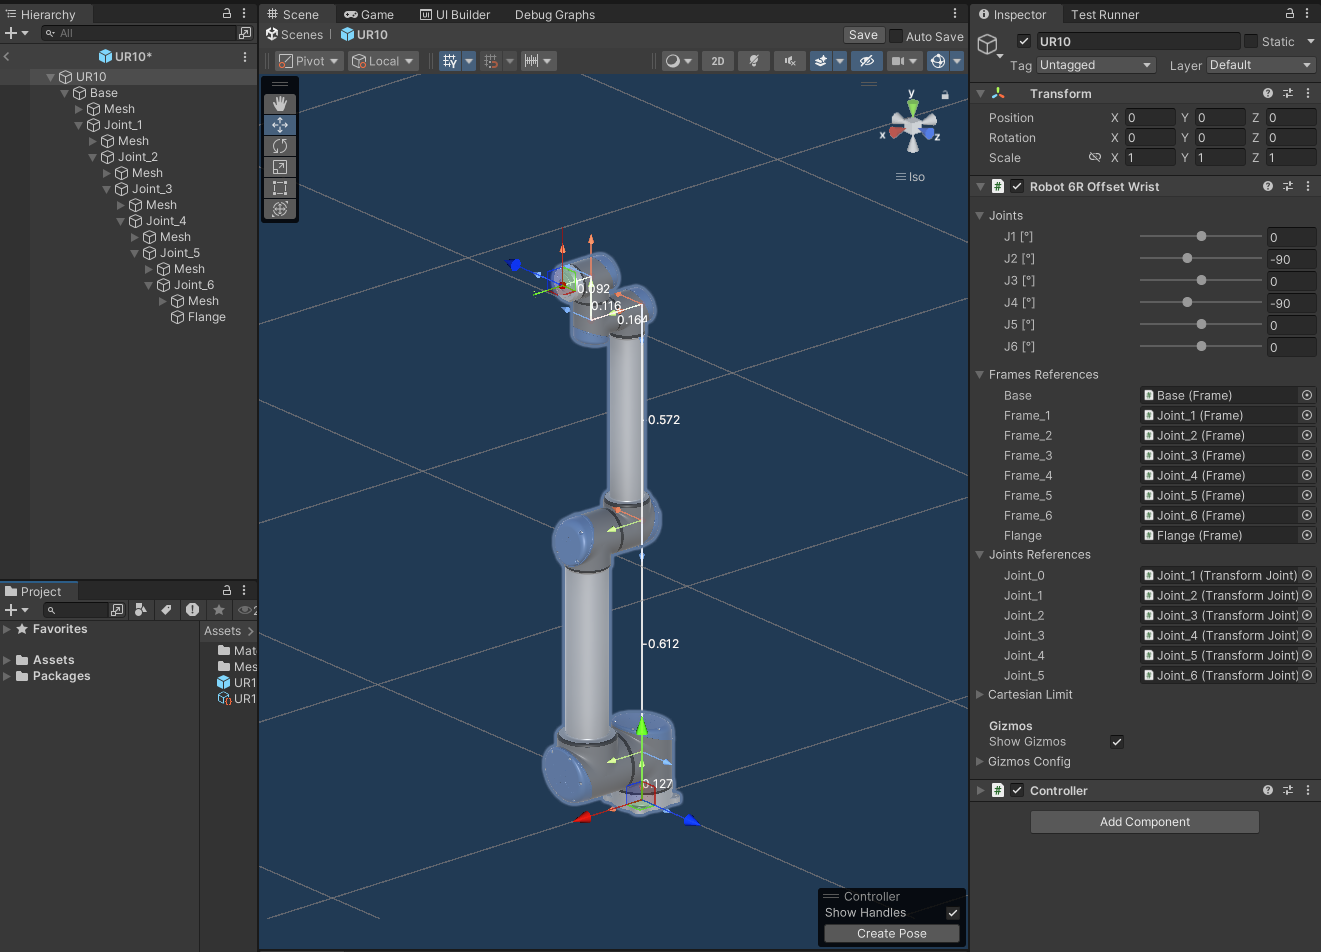 Hierarchy
All
UR10*
UR10
Base
Mesh
Joint_1
Mesh
Joint_2
Mesh
Joint_3
Mesh
Joint_4
Mesh
Joint_5
Mesh
Joint_6
Mesh
Flange
Project
2
Favorites
Assets
Packages
Assets
Mat
Mes
UR1
UR1
Scene
Game
UI Builder
Debug Graphs
Scenes
UR10
Save
Auto Save
Pivot
Local
2D
y
x
z
Iso
0.092
0.116
0.164
0.572
-0.612
0.127
Controller
Show Handles
Create Pose
Inspector
Test Runner
UR10
Static
Tag Untagged Layer Default
Transform
Position X 0 Y 0 Z 0
Rotation X 0 Y 0 Z 0
Scale X 1 Y 1 Z 1
Robot 6R Offset Wrist
Joints
J1 [°] 0
J2 [°] -90
J3 [°] 0
J4 [°] -90
J5 [°] 0
J6 [°] 0
Frames References
Base Base (Frame)
Frame_1 Joint_1 (Frame)
Frame_2 Joint_2 (Frame)
Frame_3 Joint_3 (Frame)
Frame_4 Joint_4 (Frame)
Frame_5 Joint_5 (Frame)
Frame_6 Joint_6 (Frame)
Flange Flange (Frame)
Joints References
Joint_0 Joint_1 (Transform Joint)
Joint_1 Joint_2 (Transform Joint)
Joint_2 Joint_3 (Transform Joint)
Joint_3 Joint_4 (Transform Joint)
Joint_4 Joint_5 (Transform Joint)
Joint_5 Joint_6 (Transform Joint)
Cartesian Limit
Gizmos
Show Gizmos
Gizmos Config
Controller
Add Component